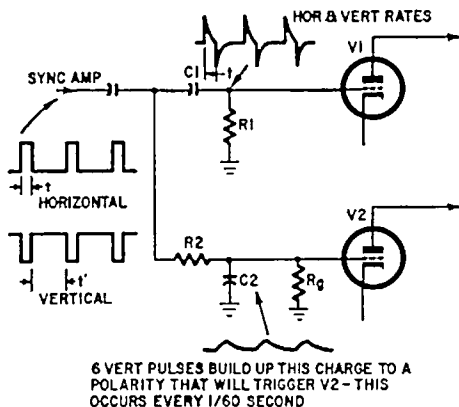 HOR & VERT RATES
C1
t
V1
SYNC AMP
R1
t
HORIZONTAL
V2
R2
t'
C2
Rg
VERTICAL
6 VERT PULSES BUILD UP THIS CHARGE TO A
POLARITY THAT WILL TRIGGER V2 - THIS
OCCURS EVERY 1/60 SECOND